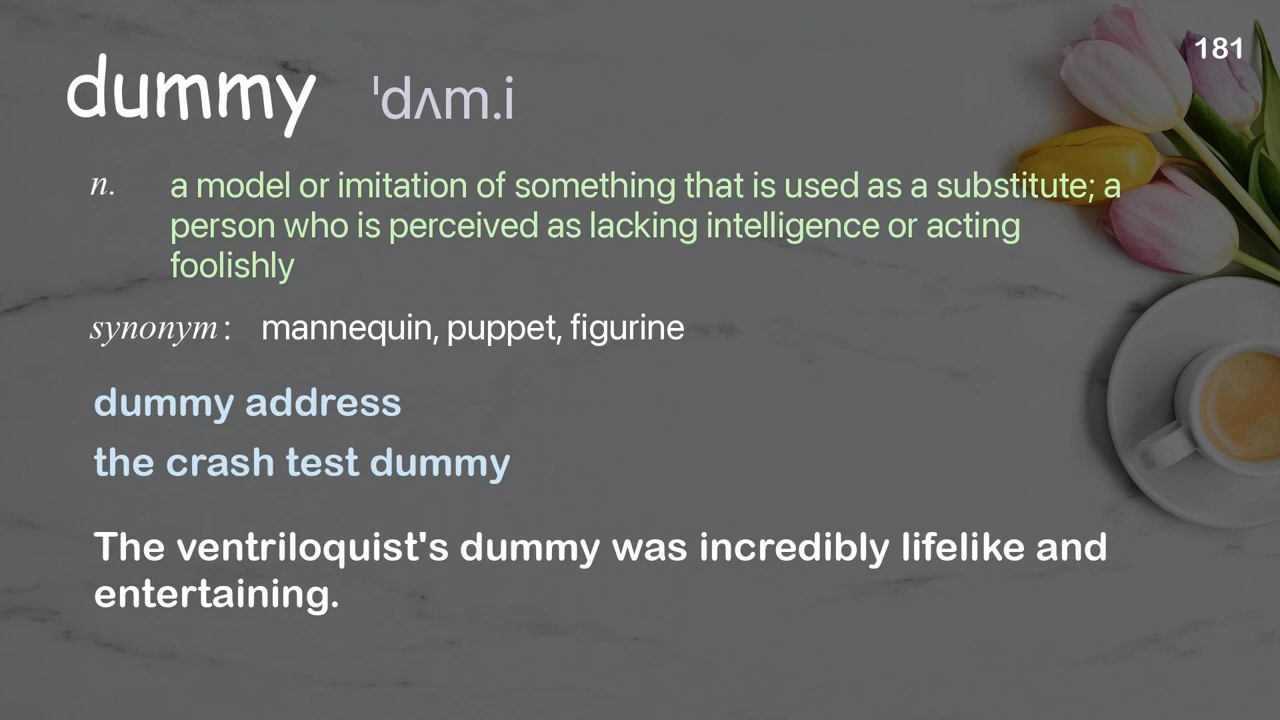 181
dummy ˈdʌm.i
n. a model or imitation of something that is used as a substitute; a
person who is perceived as lacking intelligence or acting
foolishly
synonym: mannequin, puppet, figurine
dummy address
the crash test dummy
The ventriloquist's dummy was incredibly lifelike and
entertaining.